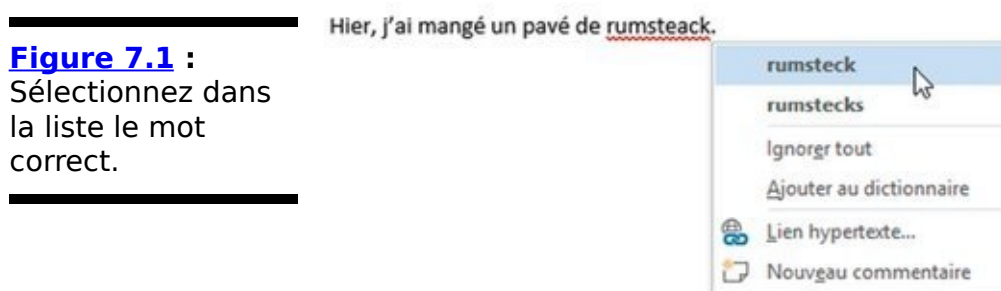 Figure 7.1 :
Sélectionnez dans
la liste le mot
correct.
Hier, j'ai mangé un pavé de rumsteack.
rumsteck
rumstecks
Ignorer tout
Ajouter au dictionnaire
Lien hypertexte...
Nouveau commentaire